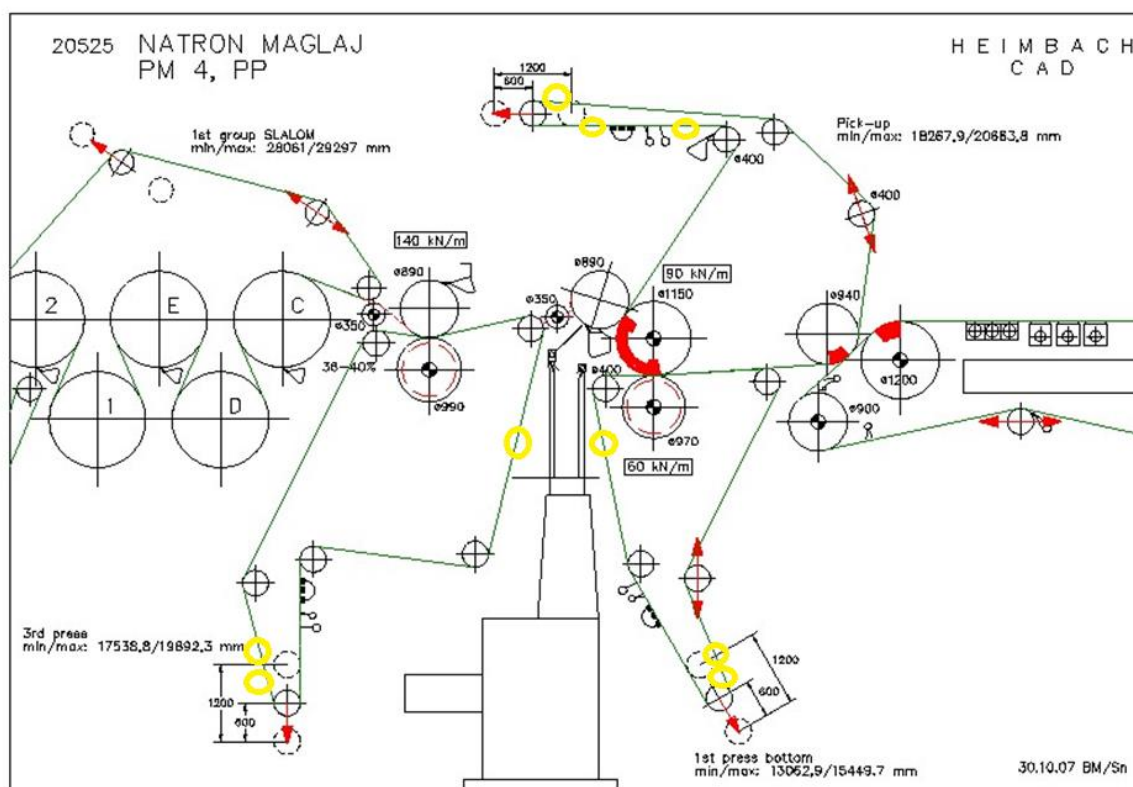 20525 NATRON MAGLAJ
PM 4, PP
HEIMBACH
CAD
1200
600
1st group SLALOM
min/max: 28061/29297 mm
Pick-up
min/max: 18267,9/20663,8 mm
ø400
ø400
140 kN/m
ø890
ø890
90 kN/m
ø1150
ø940
2
E
C
ø350
ø350
36-40%
ø400
ø1200
1
D
ø990
ø970
ø900
60 kN/m
3rd press
min/max: 17538,8/19892,3 mm
1200
600
1200
600
1st press bottom
min/max: 13062,9/15449,7 mm
30.10.07 BM/Sn